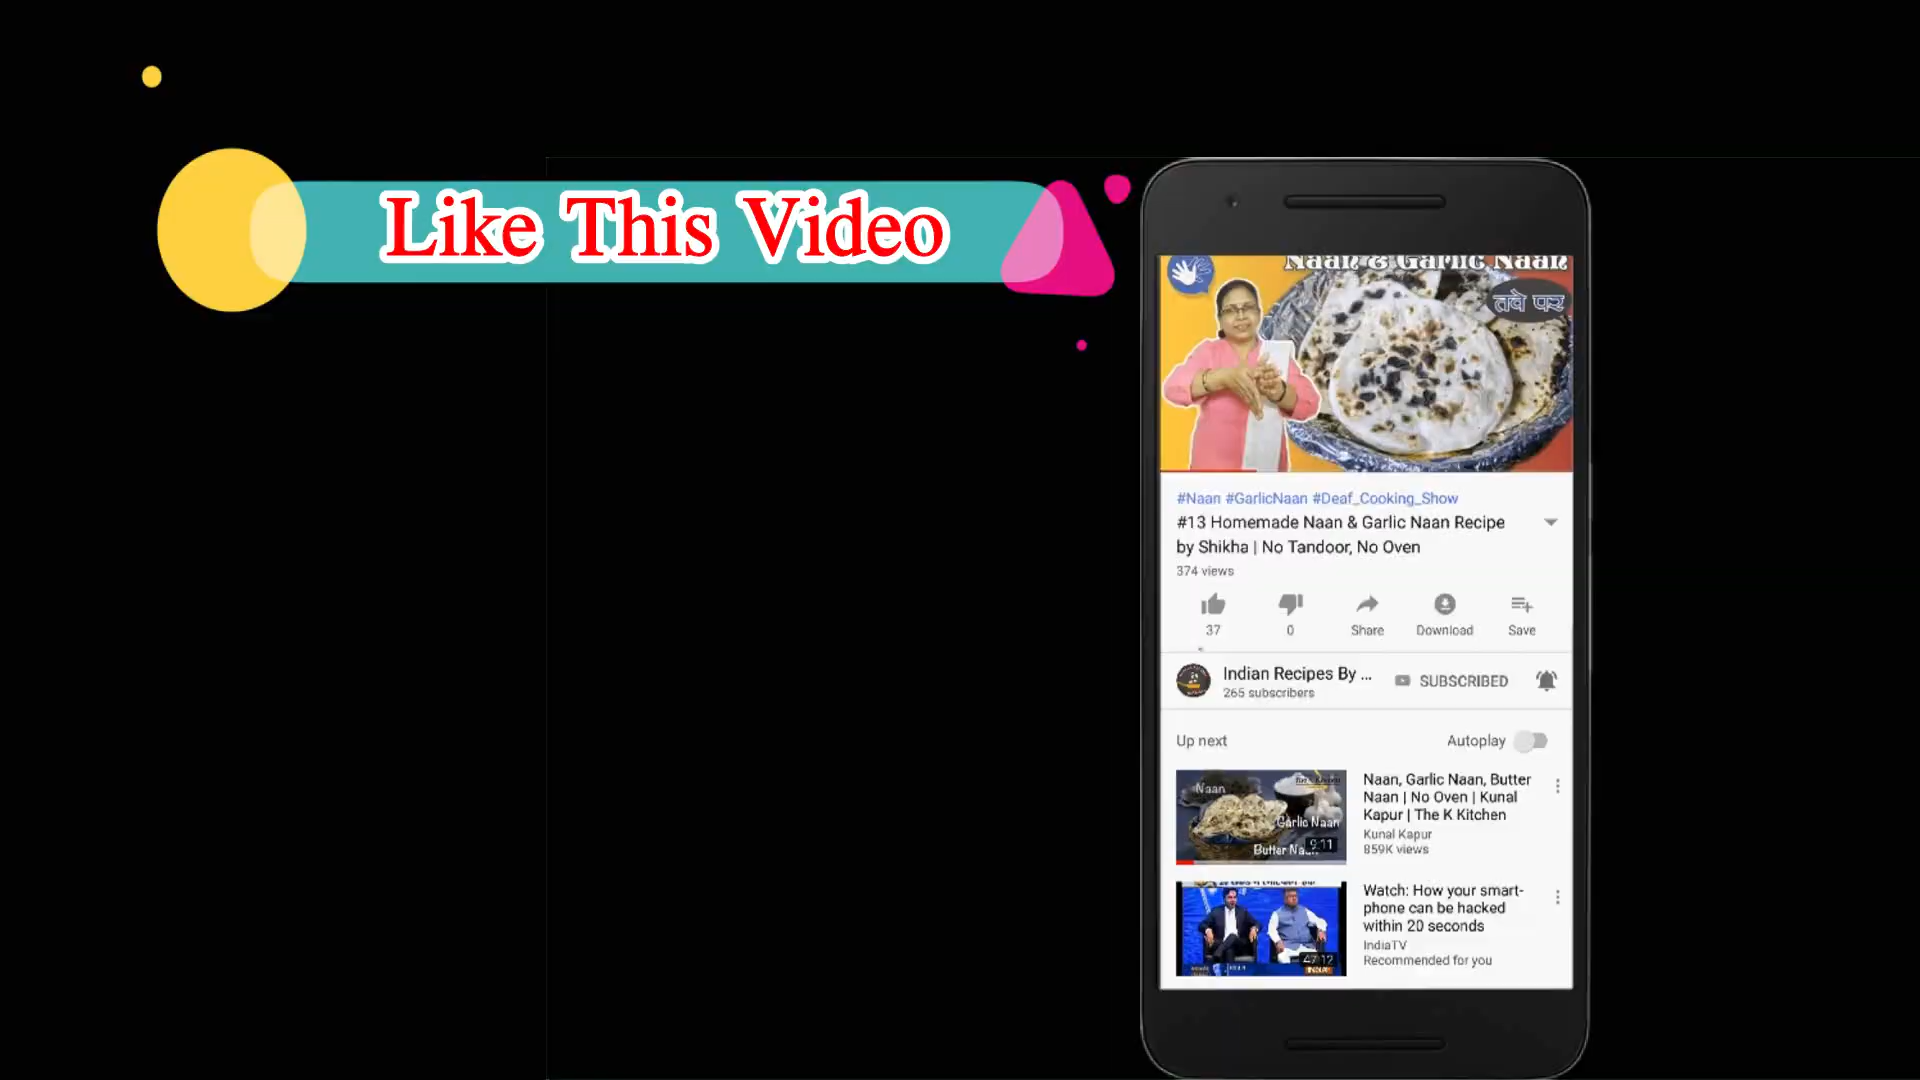 Like This Video
Naan & Garlic Naan
तवे पर
#Naan #GarlicNaan #Deaf_Cooking_Show
#13 Homemade Naan & Garlic Naan Recipe
by Shikha | No Tandoor, No Oven
374 views
37
0
Share
Download
Save
Indian Recipes By ...
SUBSCRIBED
265 subscribers
Up next
Autoplay
Naan
Garlic Naan
Butter Naa
9:11
Naan, Garlic Naan, Butter
Naan | No Oven | Kunal
Kapur | The K Kitchen
Kunal Kapur
859K views
47:12
Watch: How your smart-
phone can be hacked
within 20 seconds
IndiaTV
Recommended for you